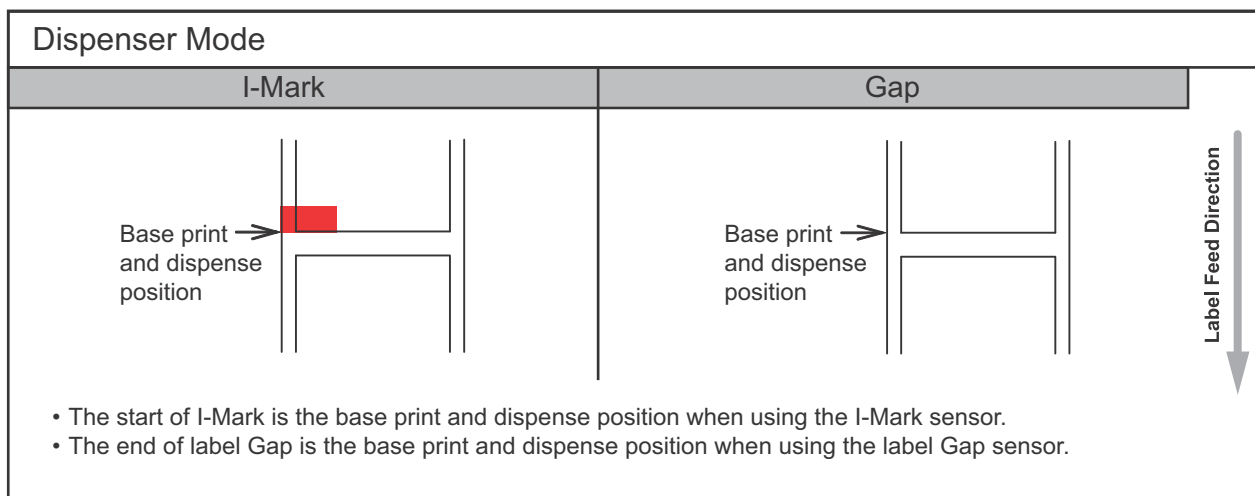 Dispenser Mode
I-Mark
Gap
Base print
and dispense
position
Base print
and dispense
position
Label Feed Direction
• The start of I-Mark is the base print and dispense position when using the I-Mark sensor.
• The end of label Gap is the base print and dispense position when using the label Gap sensor.